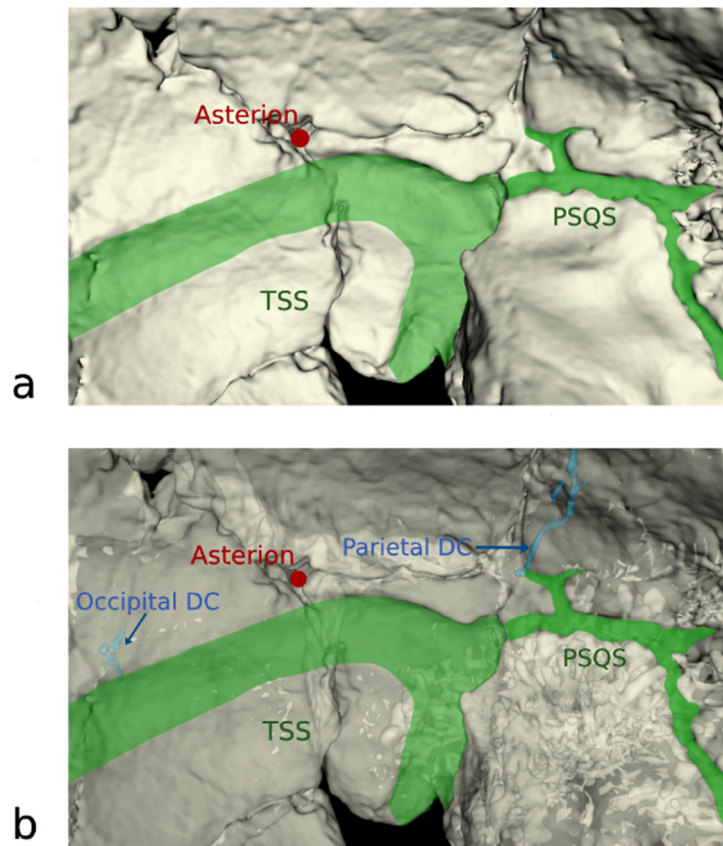 Asterion
PSQS
TSS
a
Parietal DC
Asterion
Occipital DC
PSQS
TSS
b